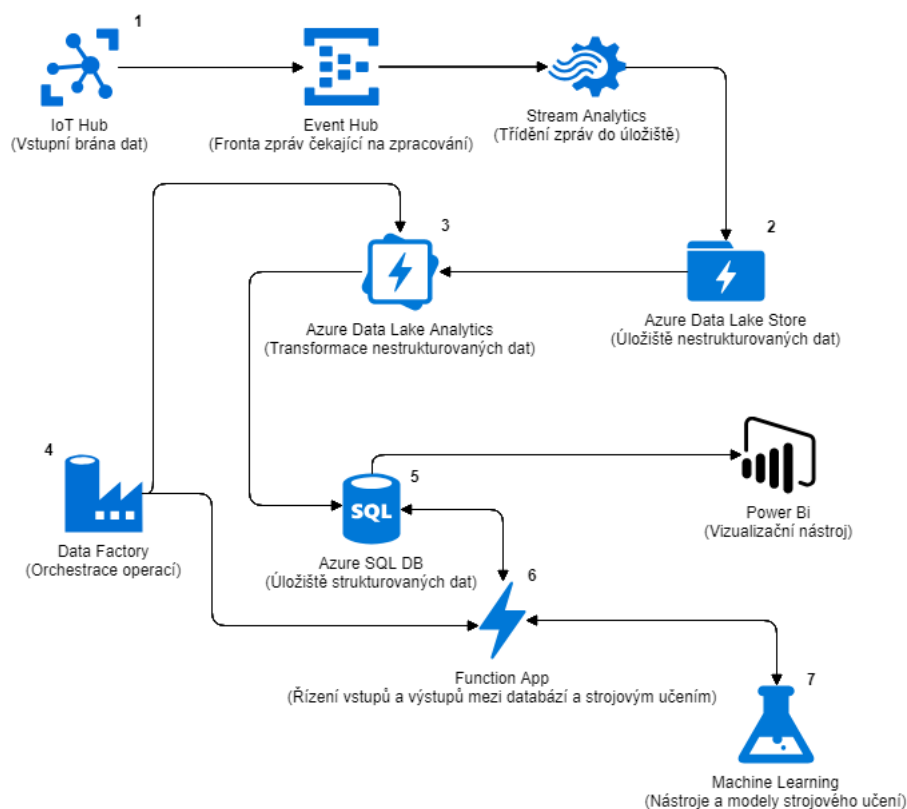 1
IoT Hub
(Vstupní brána dat)
Event Hub
(Fronta zpráv čekající na zpracování)
Stream Analytics
(Třídění zpráv do úložiště)
3
Azure Data Lake Analytics
(Transformace nestrukturovaných dat)
2
Azure Data Lake Store
(Úložiště nestrukturovaných dat)
4
Data Factory
(Orchestrace operací)
5
SQL
Azure SQL DB
(Úložiště strukturovaných dat)
Power Bi
(Vizualizační nástroj)
6
Function App
(Řízení vstupů a výstupů mezi databází a strojovým učením)
7
Machine Learning
(Nástroje a modely strojového učení)